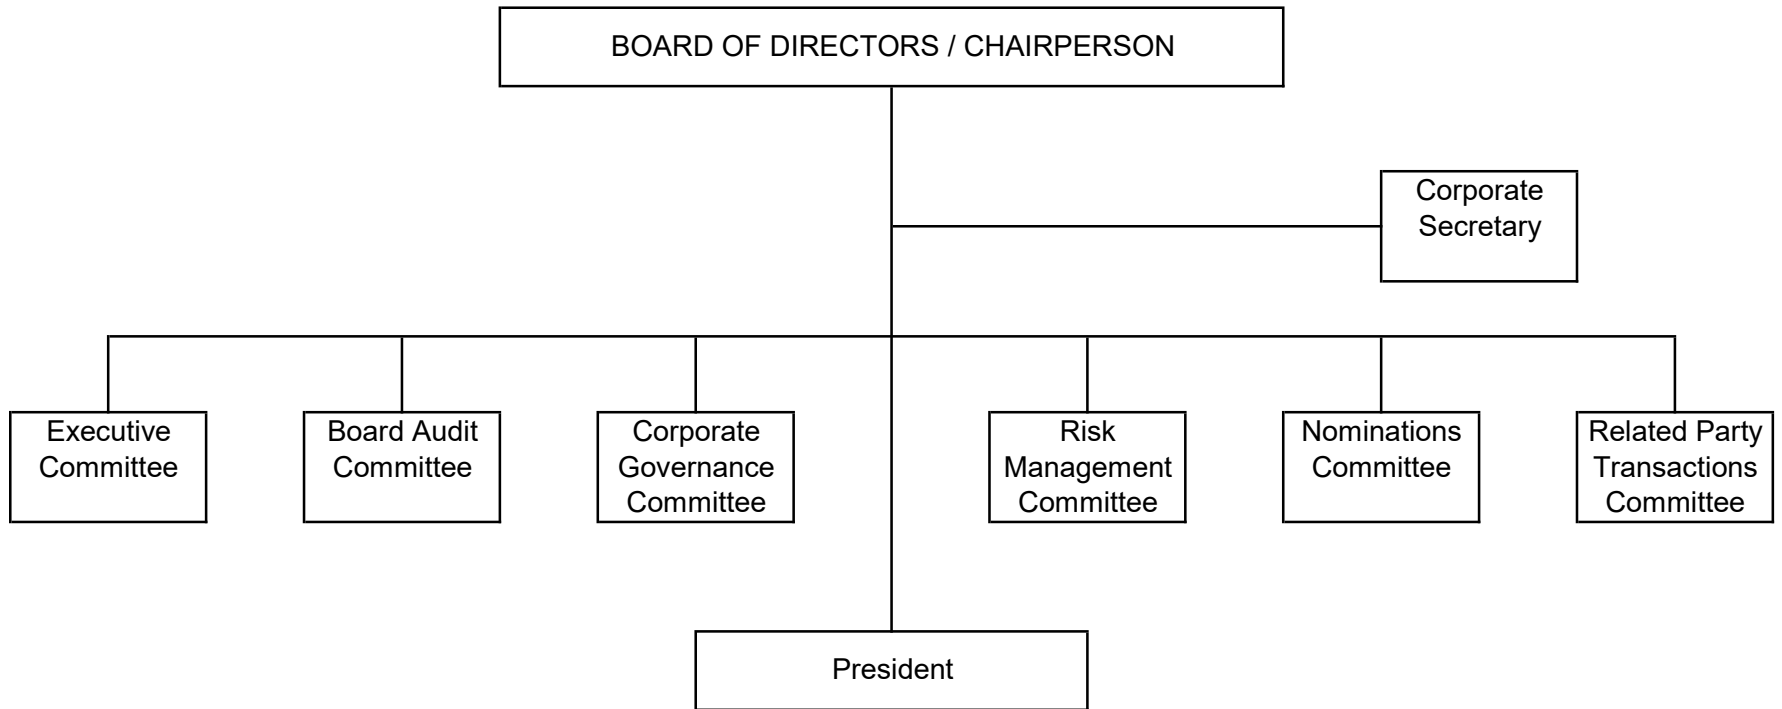 BOARD OF DIRECTORS / CHAIRPERSON
Corporate
Secretary
Executive
Committee
Board Audit
Committee
Corporate
Governance
Committee
Risk
Management
Committee
Nominations
Committee
Related Party
Transactions
Committee
President